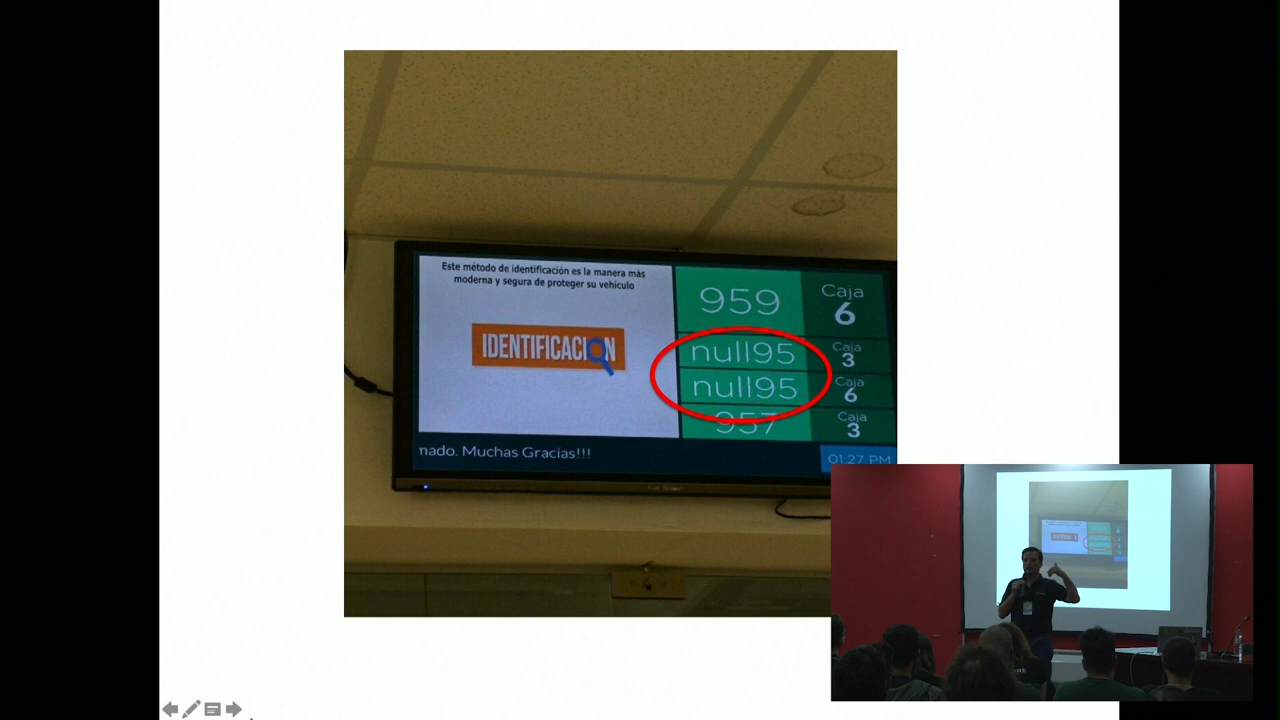 Este método de identificación es la manera más
moderna y segura de proteger su vehículo
IDENTIFICACIÓN
959
Caja
6
null95
Caja
3
null95
Caja
6
957
Caja
3
nado. Muchas Gracias!!!
01:27 PM